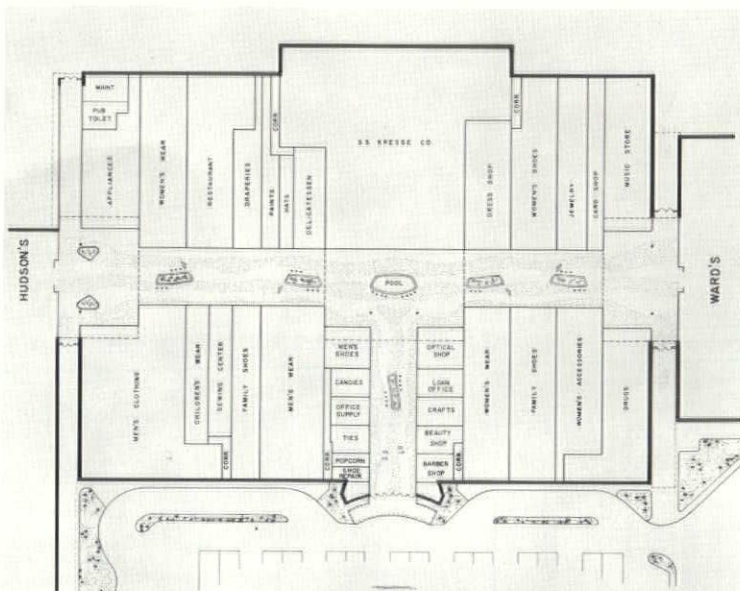 MAINT
PUB
TOLET
APPLIANCES
WOMEN'S WEAR
RESTAURANT
DRAPERIES
PAINTS
CORR
HATS
DELICATESSEN
SS KRESGE CO
DRESS SHOP
CORR
WOMEN'S SHOES
JEWELRY
CARD SHOP
MUSIC STORE
HUDSON'S
POOL
WARD'S
MEN'S CLOTHING
CHILDREN'S WEAR
SEWING CENTER
CORR
FAMILY SHOES
MEN'S WEAR
MEN'S
SHOES
CANDIES
OFFICE
SUPPLY
TIES
CORR
POPCORN
SHOE
REPAIR
OPTICAL
SHOP
LOAN
OFFICE
CRAFTS
BEAUTY
SHOP
BARBER
SHOP
CORR
WOMEN'S WEAR
FAMILY SHOES
WOMEN'S ACCESSORIES
DRUGS